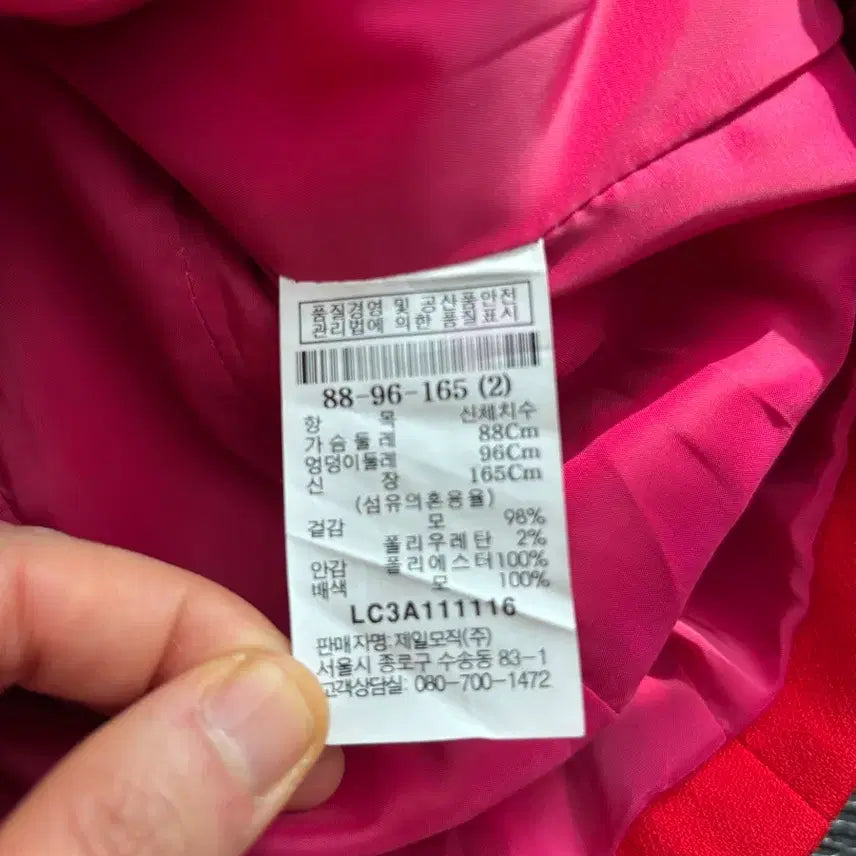 품질경영 및 공산품안전
관리법에 의한 품질표시
88-96-165 (2)
항 목 신체치수
가슴둘레 88Cm
엉덩이둘레 96Cm
신 장 165Cm
(섬유의혼용율)
겉감 모 98%
폴리우레탄 2%
안감 폴리에스터 100%
배색 모 100%
LC3A111116
판매자명: 제일모직(주)
서울시 종로구 수송동 83-1
고객상담실: 080-700-1472